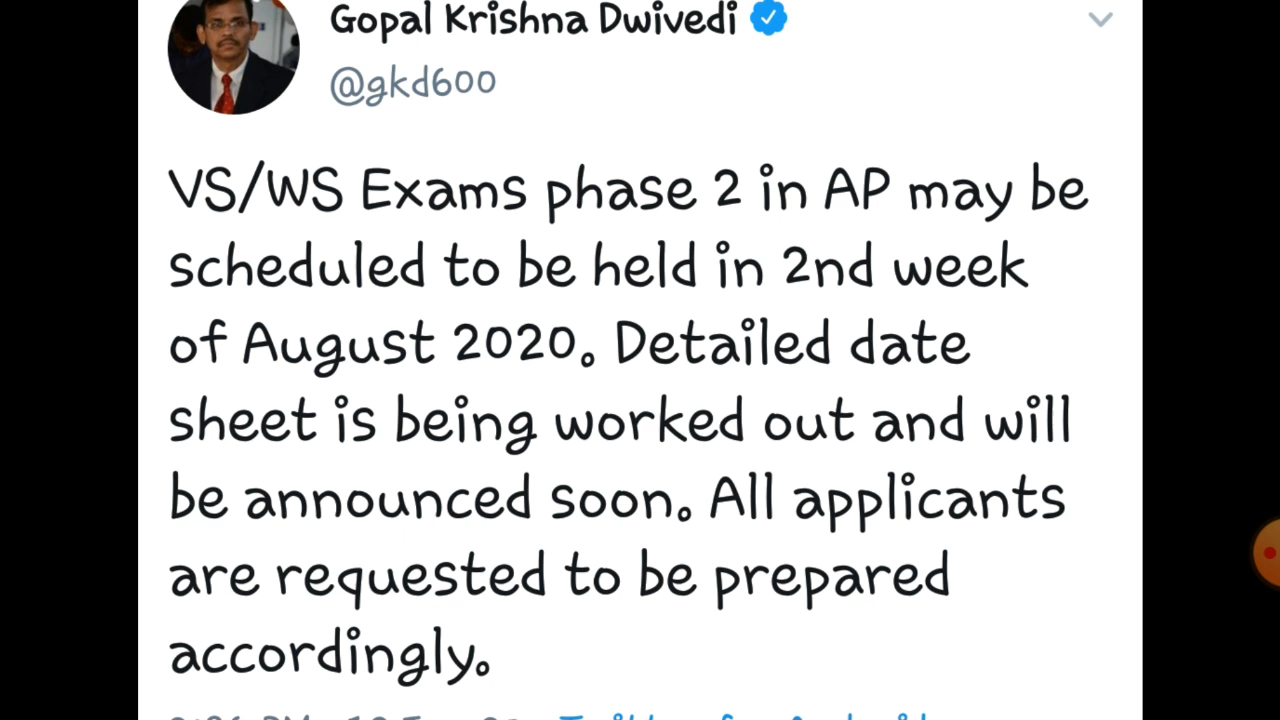 Gopal Krishna Dwivedi
@gkd600
VS/WS Exams phase 2 in AP may be
scheduled to be held in 2nd week
of August 2020. Detailed date
sheet is being worked out and will
be announced soon. All applicants
are requested to be prepared
accordingly.